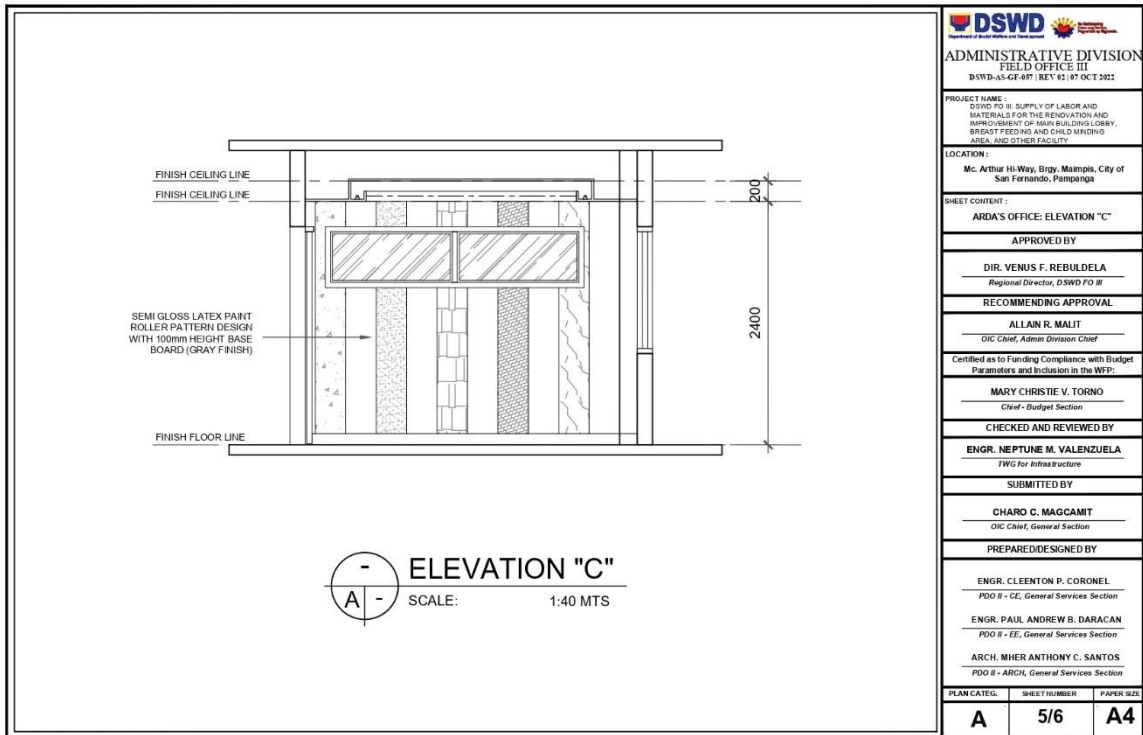 FINISH CEILING LINE
FINISH CEILING LINE
200
SEMI GLOSS LATEX PAINT
ROLLER PATTERN DESIGN
WITH 100mm HEIGHT BASE
BOARD (GRAY FINISH)
2400
FINISH FLOOR LINE
-
A -
ELEVATION "C"
SCALE: 1:40 MTS
DSWD
Department of Social Welfare and Development
ADMINISTRATIVE DIVISION
FIELD OFFICE III
DSWD-AS-GF-057 | REV 02 | 07 OCT 2022
PROJECT NAME :
DSWD FO III: SUPPLY OF LABOR AND
MATERIALS FOR THE RENOVATION AND
IMPROVEMENT OF MAIN BUILDING LOBBY,
BREAST FEEDING AND CHILD MINDING
AREA, AND OTHER FACILITY
LOCATION :
Mc. Arthur Hi-Way, Brgy. Maimpis, City of
San Fernando, Pampanga
SHEET CONTENT :
ARDA'S OFFICE: ELEVATION "C"
APPROVED BY
DIR. VENUS F. REBULDELA
Regional Director, DSWD FO III
RECOMMENDING APPROVAL
ALLAIN R. MALIT
OIC Chief, Admin Division Chief
Certified as to Funding Compliance with Budget
Parameters and Inclusion in the WFP:
MARY CHRISTIE V. TORNO
Chief - Budget Section
CHECKED AND REVIEWED BY
ENGR. NEPTUNE M. VALENZUELA
TWG for Infrastructure
SUBMITTED BY
CHARO C. MAGCAMIT
OIC Chief, General Section
PREPARED/DESIGNED BY
ENGR. CLEENTON P. CORONEL
PDO II - CE, General Services Section
ENGR. PAUL ANDREW B. DARACAN
PDO II - EE, General Services Section
ARCH. MHER ANTHONY C. SANTOS
PDO II - ARCH, General Services Section
PLAN CATEG. SHEET NUMBER PAPER SIZE
A 5/6 A4